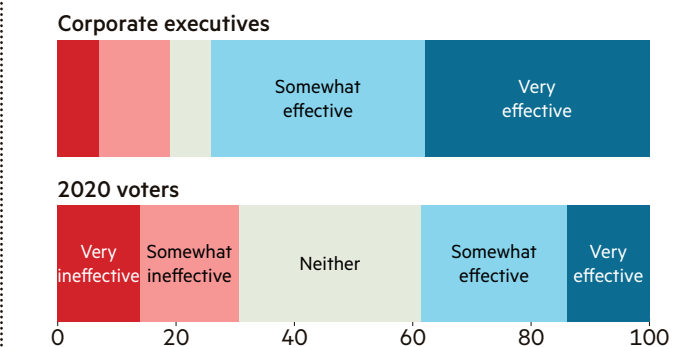 Corporate executives
Somewhat
effective
Very
effective
2020 voters
Very
ineffective
Somewhat
ineffective
Neither
Somewhat
effective
Very
effective
0 20 40 60 80 100